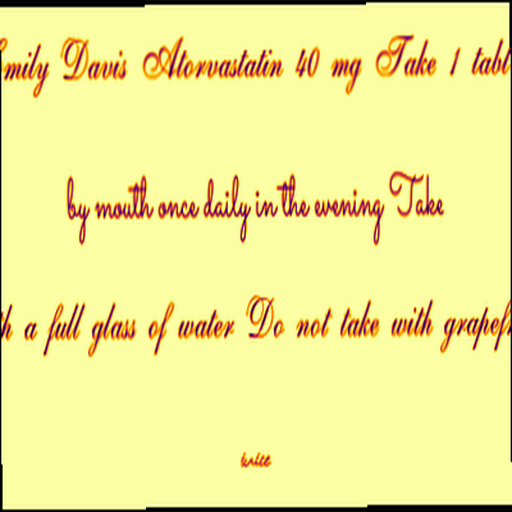 Emily Davis Atorvastatin 40 mg Take 1 tabl
by mouth once daily in the evening Take
h a full glass of water Do not take with grapef